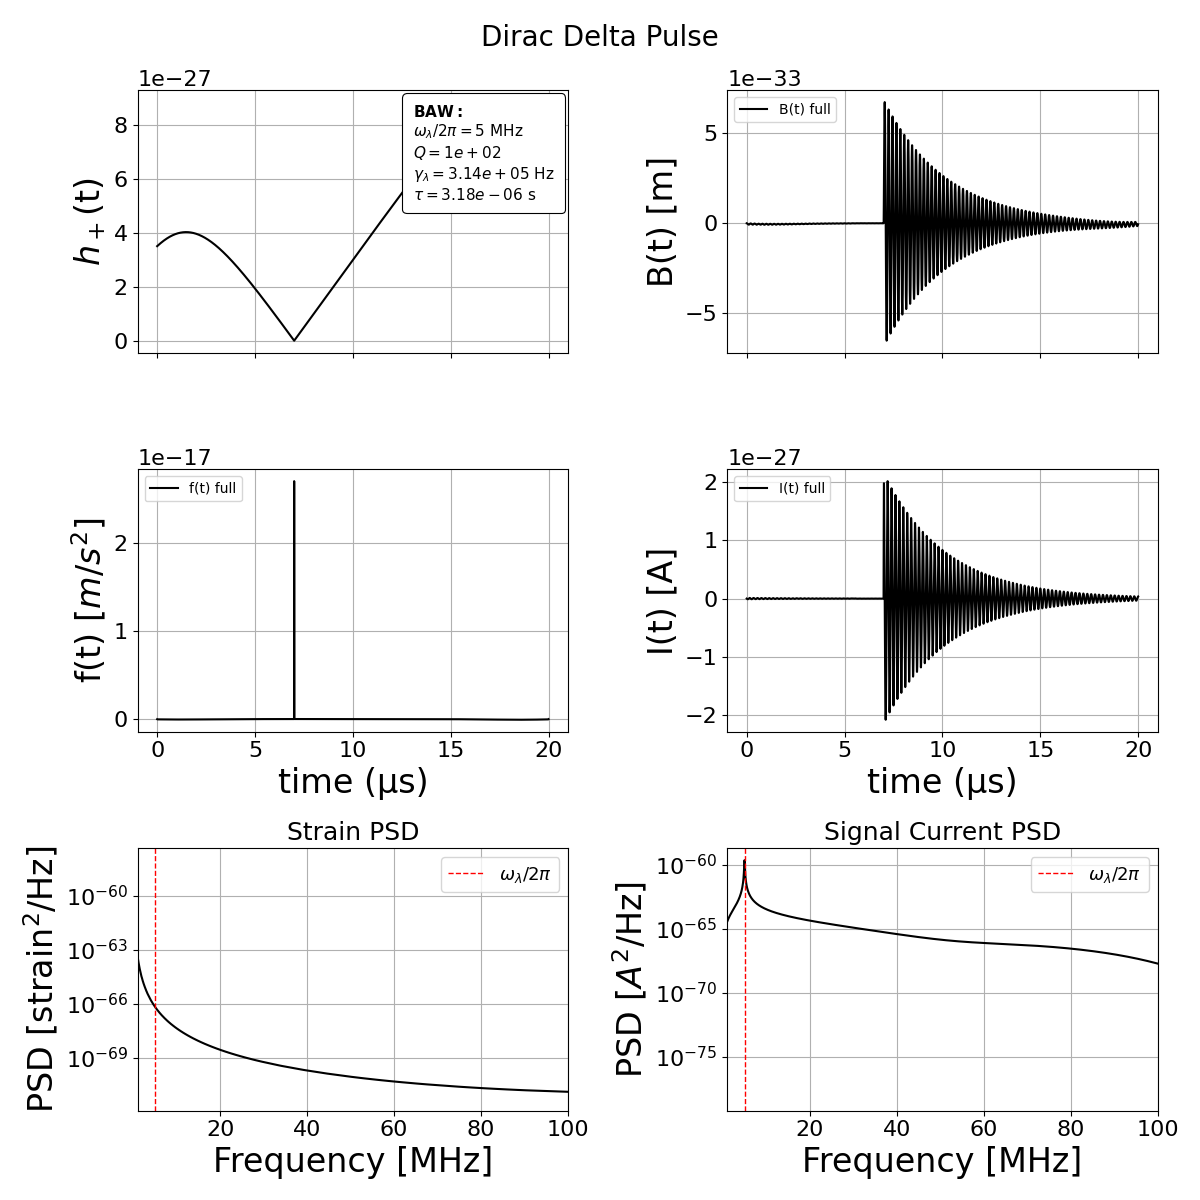 Dirac Delta Pulse
1e−27
h₊(t)
8
6
4
2
0
BAW:
ω_λ/2π = 5 MHz
Q = 1e + 02
γ_λ = 3.14e + 05 Hz
τ = 3.18e − 06 s
1e−33
B(t) [m]
5
0
−5
B(t) full
1e−17
f(t) [m/s²]
2
1
0
f(t) full
0 5 10 15 20
time (µs)
1e−27
I(t) [A]
2
1
0
−1
−2
I(t) full
0 5 10 15 20
time (µs)
Strain PSD
PSD [strain²/Hz]
10⁻⁶⁰
10⁻⁶³
10⁻⁶⁶
10⁻⁶⁹
ω_λ/2π
20 40 60 80 100
Frequency [MHz]
Signal Current PSD
PSD [A²/Hz]
10⁻⁶⁰
10⁻⁶⁵
10⁻⁷⁰
10⁻⁷⁵
ω_λ/2π
20 40 60 80 100
Frequency [MHz]